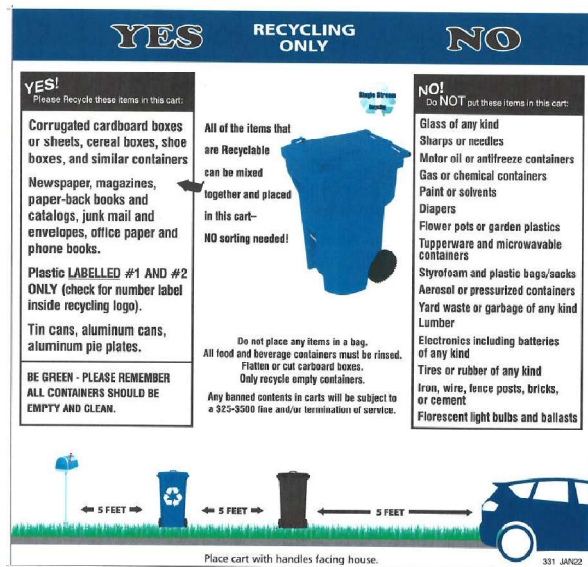 YES
RECYCLING
ONLY
NO
YES!
Please Recycle these items in this cart:
Corrugated cardboard boxes
or sheets, cereal boxes, shoe
boxes, and similar containers
Newspaper, magazines,
paper-back books and
catalogs, junk mail and
envelopes, office paper and
phone books.
Plastic LABELLED #1 AND #2
ONLY (check for number label
inside recycling logo).
Tin cans, aluminum cans,
aluminum pie plates.
BE GREEN - PLEASE REMEMBER
ALL CONTAINERS SHOULD BE
EMPTY AND CLEAN.
Single Stream
Recycling
All of the items that
are Recyclable
can be mixed
together and placed
in this cart–
NO sorting needed!
Do not place any items in a bag.
All food and beverage containers must be rinsed.
Flatten or cut carboard boxes.
Only recycle empty containers.
Any banned contents in carts will be subject to
a $25-$500 fine and/or termination of service.
NO!
Do NOT put these items in this cart:
Glass of any kind
Sharps or needles
Motor oil or antifreeze containers
Gas or chemical containers
Paint or solvents
Diapers
Flower pots or garden plastics
Tupperware and microwavable
containers
Styrofoam and plastic bags/sacks
Aerosol or pressurized containers
Yard waste or garbage of any kind
Lumber
Electronics including batteries
of any kind
Tires or rubber of any kind
Iron, wire, fence posts, bricks,
or cement
Florescent light bulbs and ballasts
5 FEET
5 FEET
5 FEET
Place cart with handles facing house.
331 JAN22